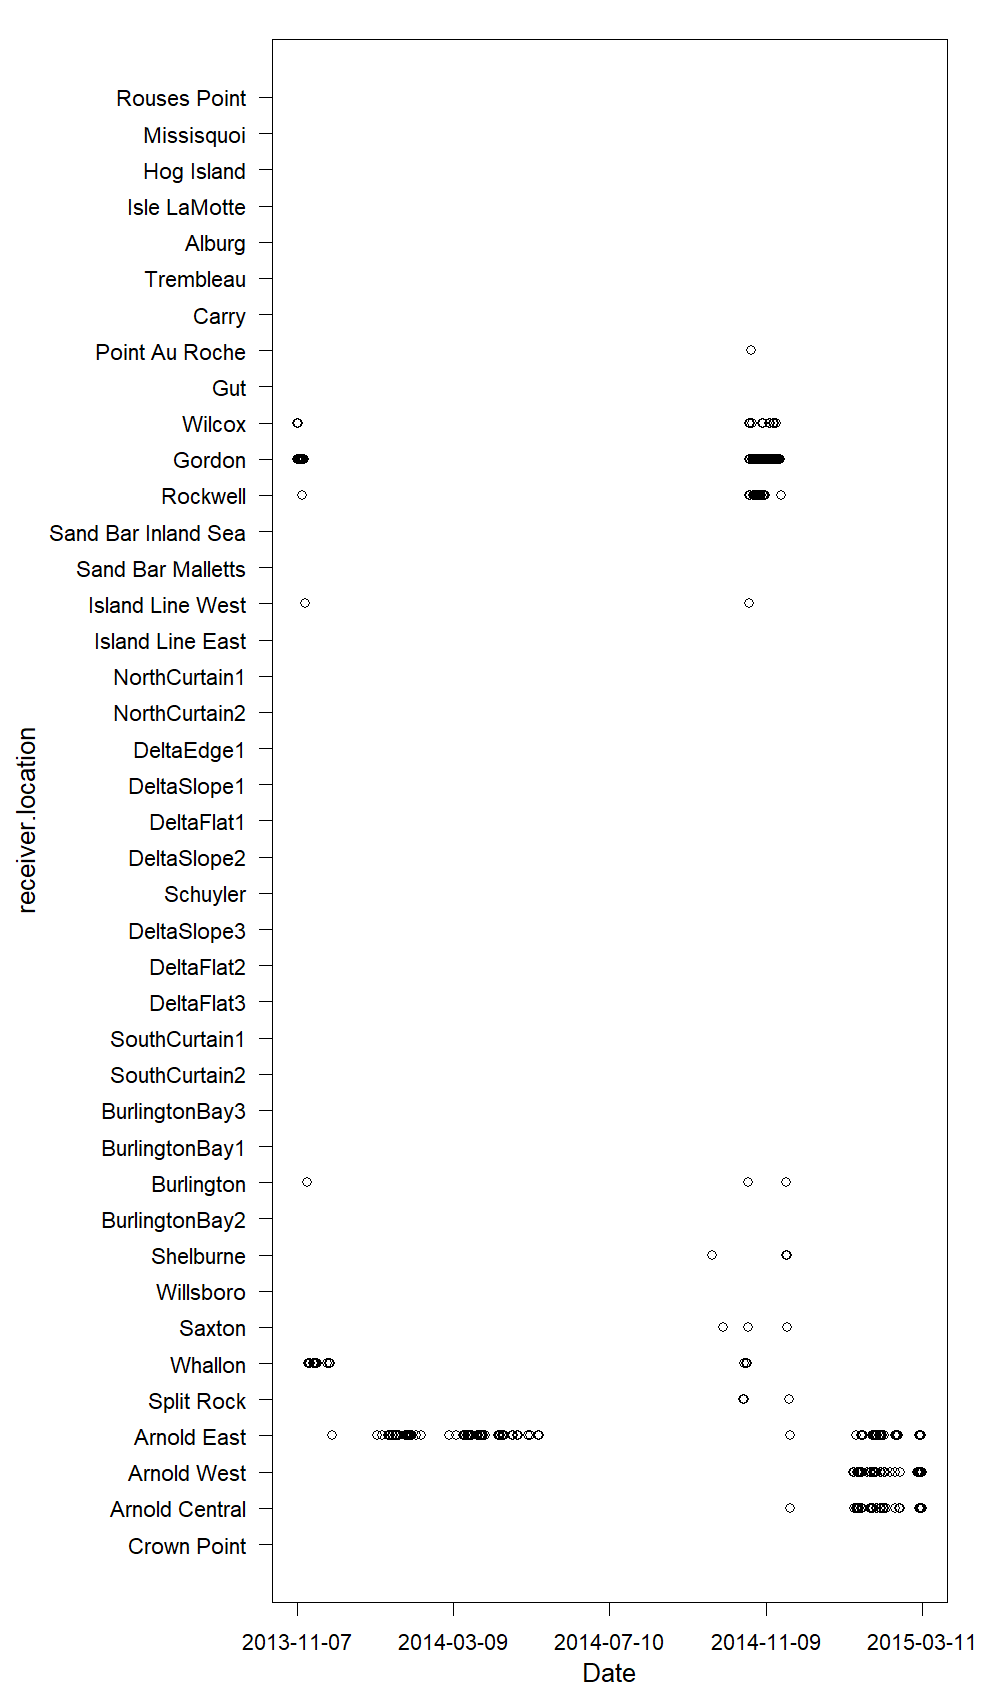 Rouses Point
Missisquoi
Hog Island
Isle LaMotte
Alburg
Trembleau
Carry
Point Au Roche
Gut
Wilcox
Gordon
Rockwell
Sand Bar Inland Sea
Sand Bar Malletts
Island Line West
Island Line East
NorthCurtain1
NorthCurtain2
DeltaEdge1
DeltaSlope1
DeltaFlat1
DeltaSlope2
Schuyler
DeltaSlope3
DeltaFlat2
DeltaFlat3
SouthCurtain1
SouthCurtain2
BurlingtonBay3
BurlingtonBay1
Burlington
BurlingtonBay2
Shelburne
Willsboro
Saxton
Whallon
Split Rock
Arnold East
Arnold West
Arnold Central
Crown Point
receiver.location
2013-11-07 2014-03-09 2014-07-10 2014-11-09 2015-03-11
Date